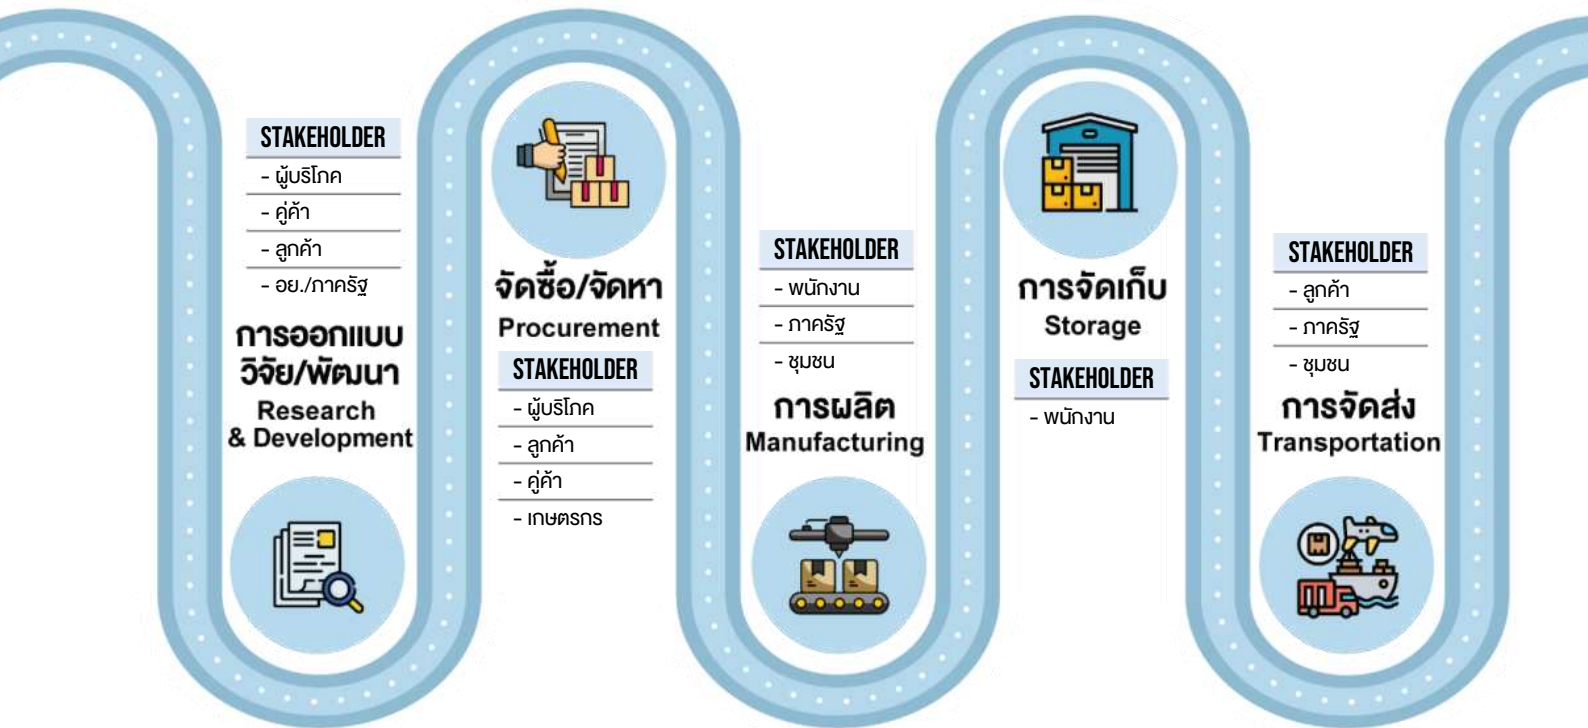 STAKEHOLDER
- ผู้บริโภค
- คู่ค้า
- ลูกค้า
- อย./ภาครัฐ
การออกแบบ
วิจัย/พัฒนา
Research
& Development
จัดซื้อ/จัดหา
Procurement
STAKEHOLDER
- ผู้บริโภค
- ลูกค้า
- คู่ค้า
- เกษตรกร
STAKEHOLDER
- พนักงาน
- ภาครัฐ
- ชุมชน
การผลิต
Manufacturing
การจัดเก็บ
Storage
STAKEHOLDER
- พนักงาน
STAKEHOLDER
- ลูกค้า
- ภาครัฐ
- ชุมชน
การจัดส่ง
Transportation